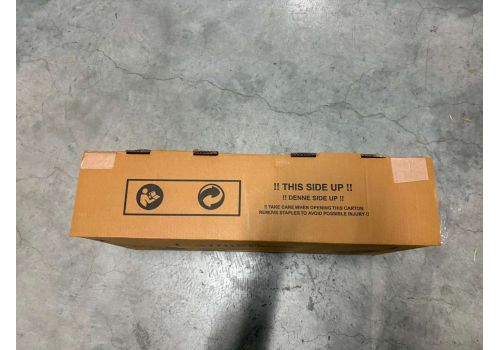 !! THIS SIDE UP !!
!! DENNE SIDE UP !!
!! TAKE CARE WHEN OPENING THIS CARTON
REMOVE STAPLES TO AVOID POSSIBLE INJURY !!